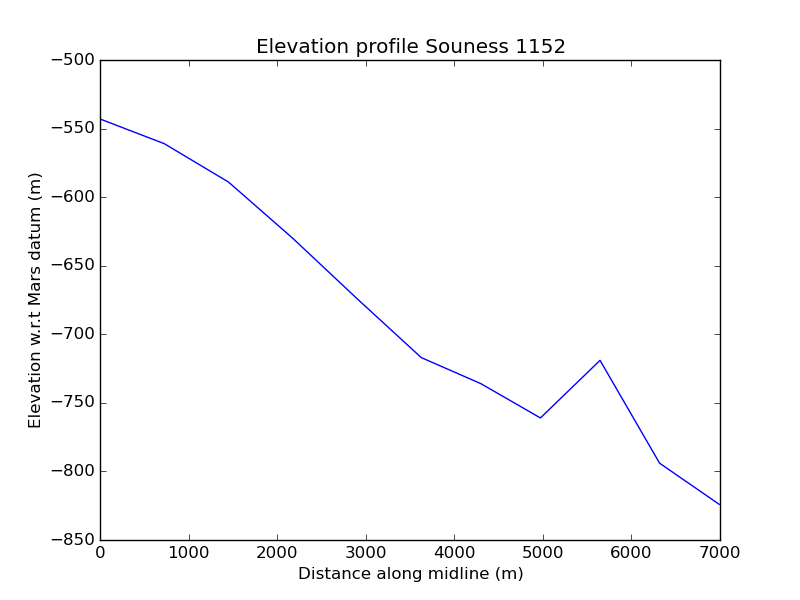 Elevation profile Souness 1152
−500
−550
−600
−650
−700
−750
−800
−850
Elevation w.r.t Mars datum (m)
0 1000 2000 3000 4000 5000 6000 7000
Distance along midline (m)